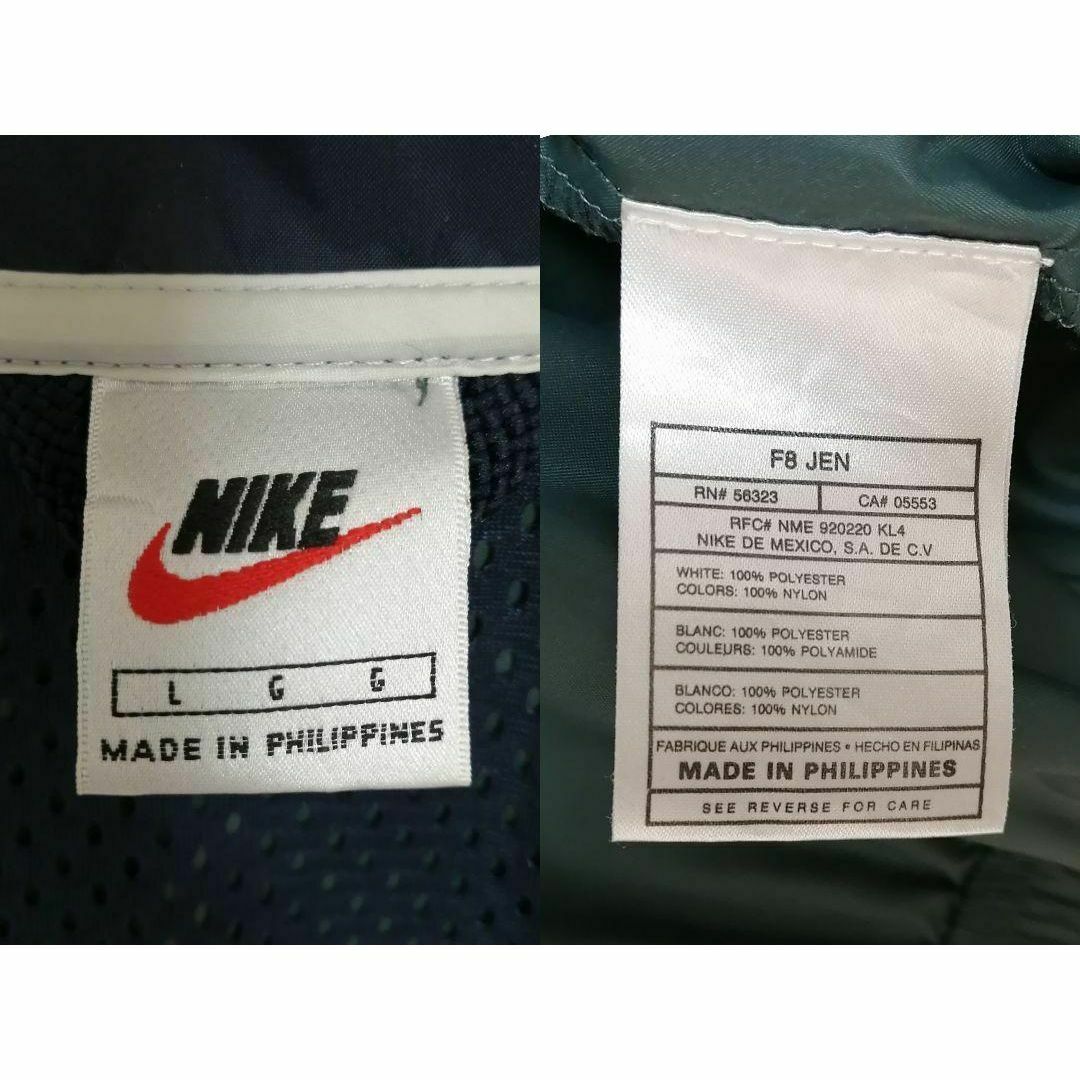 NIKE
L G G
MADE IN PHILIPPINES
F8 JEN
RN# 56323 CA# 05553
RFC# NME 920220 KL4
NIKE DE MEXICO, S.A. DE C.V
WHITE: 100% POLYESTER
COLORS: 100% NYLON
BLANC: 100% POLYESTER
COULEURS: 100% POLYAMIDE
BLANCO: 100% POLYESTER
COLORES: 100% NYLON
FABRIQUE AUX PHILIPPINES • HECHO EN FILIPINAS
MADE IN PHILIPPINES
SEE REVERSE FOR CARE